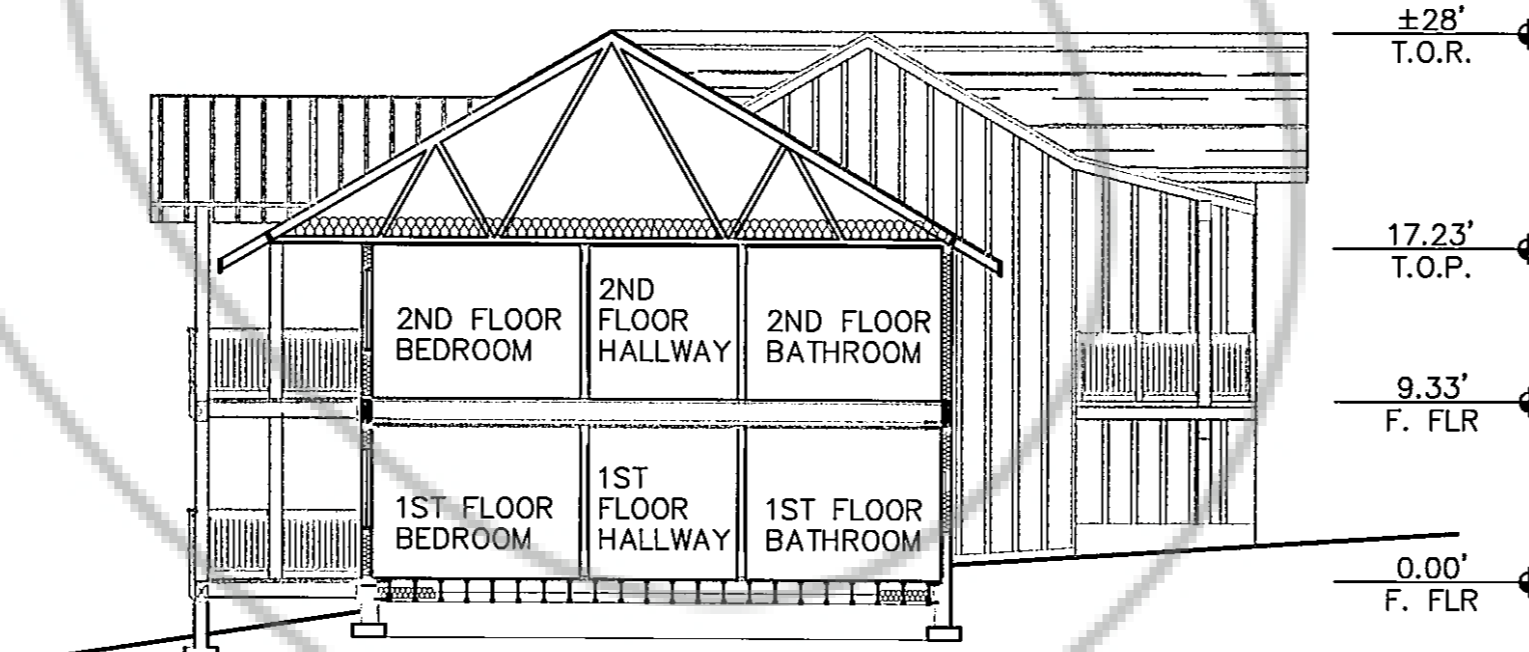 ±28'
T.O.R.
17.23'
T.O.P.
2ND FLOOR
BEDROOM
2ND
FLOOR
HALLWAY
2ND FLOOR
BATHROOM
9.33'
F. FLR
1ST FLOOR
BEDROOM
1ST
FLOOR
HALLWAY
1ST FLOOR
BATHROOM
0.00'
F. FLR